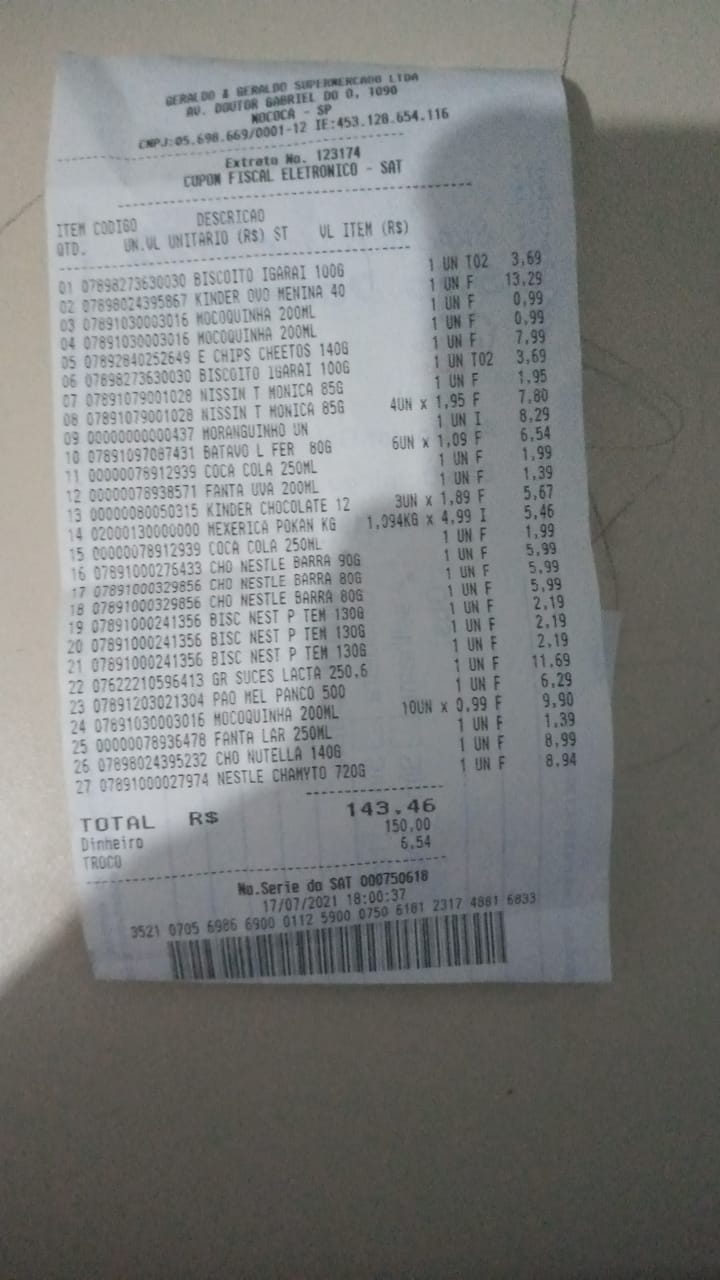 GERALDO & GERALDO SUPERMERCADO LTDA
AV. DOUTOR GABRIEL DO O, 1090
MOCOCA - SP
CNPJ:05.698.669/0001-12 IE:453.128.654.116
Extrato No. 123174
CUPOM FISCAL ELETRONICO - SAT
ITEM CODIGO DESCRICAO
QTD. UN.VL UNITARIO (R$) ST VL ITEM (R$)
01 07898273630030 BISCOITO IGARAI 100G 1 UN T02 3,69
02 07898024395867 KINDER OVO MENINA 40 1 UN F 13,29
03 07891030003016 MOCOQUINHA 200ML 1 UN F 0,99
04 07891030003016 MOCOQUINHA 200ML 1 UN F 0,99
05 07892840252649 E CHIPS CHEETOS 140G 1 UN F 7,99
06 07898273630030 BISCOITO IGARAI 100G 1 UN T02 3,69
07 07891079001028 NISSIN T MONICA 85G 1 UN F 1,95
08 07891079001028 NISSIN T MONICA 85G 4UN x 1,95 F 7,80
09 00000000000437 MORANGUINHO UN 1 UN I 8,29
10 07891097087431 BATAVO L FER 80G 6UN x 1,09 F 6,54
11 00000078912939 COCA COLA 250ML 1 UN F 1,99
12 00000078938571 FANTA UVA 200ML 1 UN F 1,39
13 00000080050315 KINDER CHOCOLATE 12 3UN x 1,89 F 5,67
14 02000130000000 MEXERICA POKAN KG 1,094KG x 4,99 I 5,46
15 00000078912939 COCA COLA 250ML 1 UN F 1,99
16 07891000276433 CHO NESTLE BARRA 90G 1 UN F 5,99
17 07891000329856 CHO NESTLE BARRA 80G 1 UN F 5,99
18 07891000329856 CHO NESTLE BARRA 80G 1 UN F 5,99
19 07891000241356 BISC NEST P TEM 130G 1 UN F 2,19
20 07891000241356 BISC NEST P TEM 130G 1 UN F 2,19
21 07891000241356 BISC NEST P TEM 130G 1 UN F 2,19
22 07622210596413 GR SUCES LACTA 250,6 1 UN F 11,69
23 07891203021304 PAO MEL PANCO 500 1 UN F 6,29
24 07891030003016 MOCOQUINHA 200ML 10UN x 0,99 F 9,90
25 00000078936478 FANTA LAR 250ML 1 UN F 1,39
26 07898024395232 CHO NUTELLA 140G 1 UN F 8,99
27 07891000027974 NESTLE CHAMYTO 720G 1 UN F 8,94
TOTAL R$ 143,46
Dinheiro 150,00
TROCO 6,54
No.Serie do SAT 000750618
17/07/2021 18:00:37
3521 0705 6986 6900 0112 5900 0750 6181 2317 4881 6833